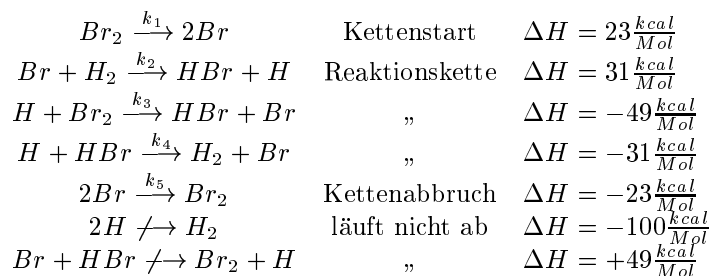 Br₂ —k₁→ 2Br Kettenstart ΔH = 23 kcal/Mol
Br + H₂ —k₂→ HBr + H Reaktionskette ΔH = 31 kcal/Mol
H + Br₂ —k₃→ HBr + Br „ ΔH = −49 kcal/Mol
H + HBr —k₄→ H₂ + Br „ ΔH = −31 kcal/Mol
2Br —k₅→ Br₂ Kettenabbruch ΔH = −23 kcal/Mol
2H ↛ H₂ läuft nicht ab ΔH = −100 kcal/Mol
Br + HBr ↛ Br₂ + H „ ΔH = +49 kcal/Mol